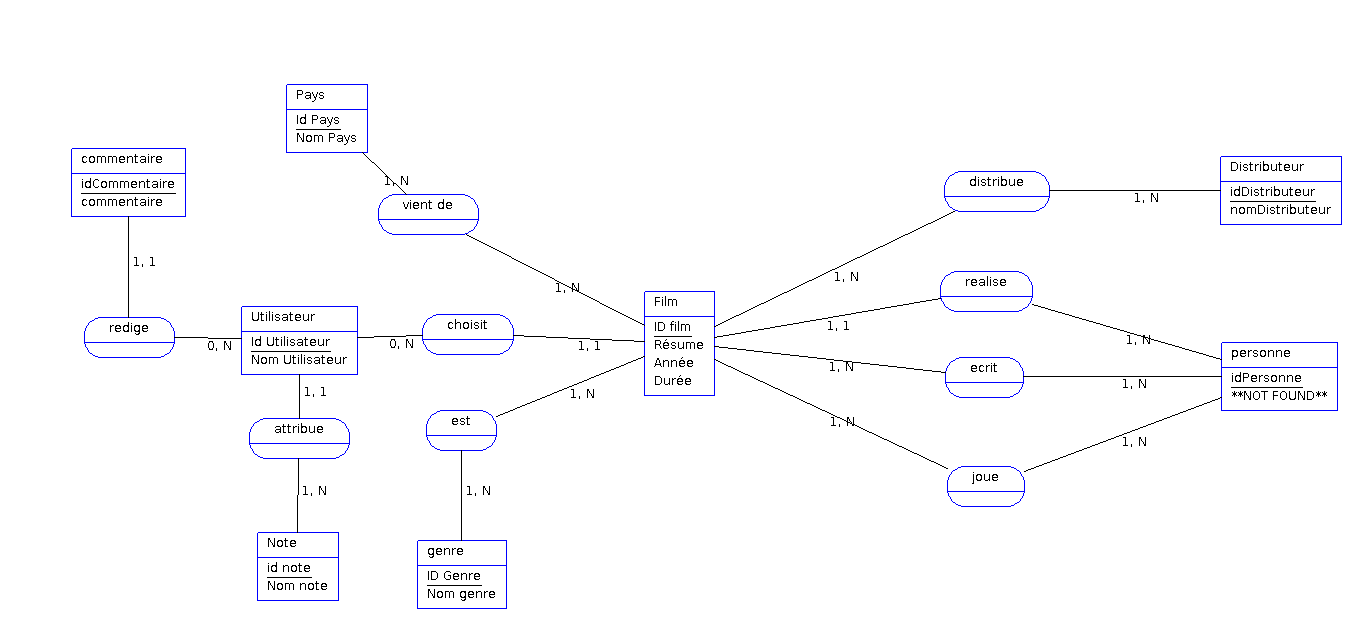 Pays
Id Pays
Nom Pays
1, N
vient de
1, N
commentaire
idCommentaire
commentaire
1, 1
redige
0, N
Utilisateur
Id Utilisateur
Nom Utilisateur
0, N
choisit
1, 1
1, 1
attribue
1, N
Note
id note
Nom note
est
1, N
1, N
genre
ID Genre
Nom genre
Film
ID film
Résume
Année
Durée
distribue
1, N
1, N
Distributeur
idDistributeur
nomDistributeur
realise
1, 1
1, N
ecrit
1, N
1, N
joue
1, N
1, N
personne
idPersonne
**NOT FOUND**